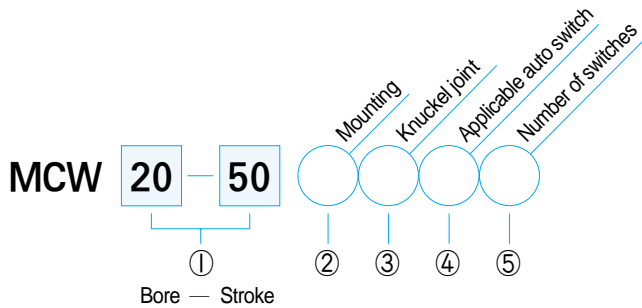 Mounting
Knuckel joint
Applicable auto switch
Number of switches
MCW 20 — 50
① ② ③ ④ ⑤
Bore — Stroke